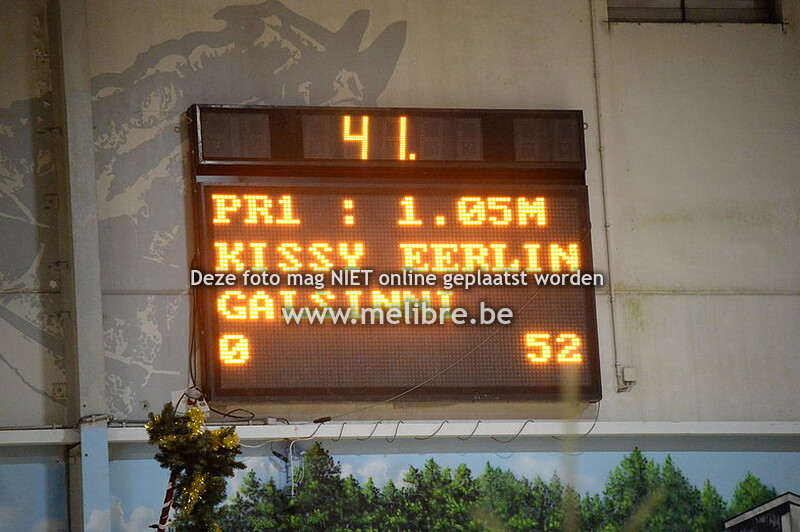 41.
PR1 : 1.05M
KISSY EERLIN
Deze foto mag NIET online geplaatst worden
www.melibre.be
0 52